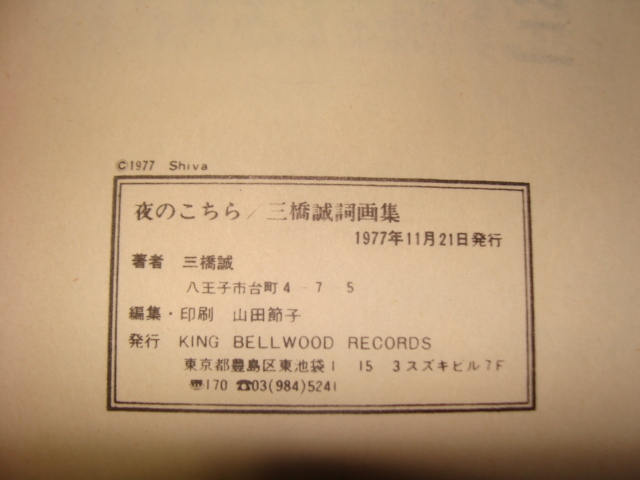 ©1977 Shiva
夜のこちら/三橋誠詞画集
1977年11月21日発行
著者 三橋誠
八王子市台町4-7-5
編集・印刷 山田節子
発行 KING BELLWOOD RECORDS
東京都豊島区東池袋1 15 3スズキビル7F
〠170 ☎03(984)5241